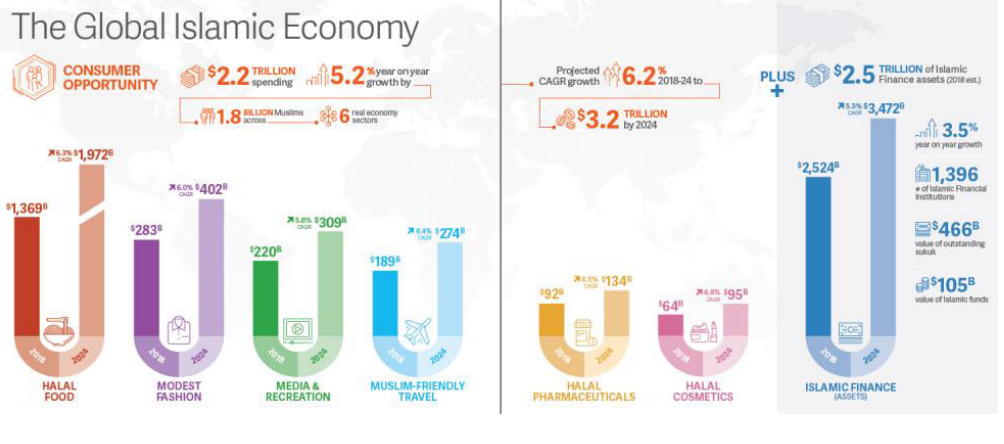 The Global Islamic Economy
CONSUMER
OPPORTUNITY
$2.2 TRILLION
spending
5.2% year on year
growth by
1.8 BILLION Muslims
across
6 real economy
sectors
Projected
CAGR growth
6.2% 2018-24 to
$3.2 TRILLION
by 2024
PLUS
+
$2.5 TRILLION of Islamic
Finance assets (2018 est.)
$1,369B
6.3%
CAGR
$1,972B
2018
2024
HALAL
FOOD
$283B
6.0%
CAGR
$402B
2018
2024
MODEST
FASHION
$220B
5.8%
CAGR
$309B
2018
2024
MEDIA &
RECREATION
$189B
6.4%
CAGR
$274B
2018
2024
MUSLIM-FRIENDLY
TRAVEL
$92B
6.5%
CAGR
$134B
2018
2024
HALAL
PHARMACEUTICALS
$64B
6.8%
CAGR
$95B
2018
2024
HALAL
COSMETICS
$2,524B
5.5%
CAGR
$3,472B
2018
2024
ISLAMIC FINANCE
(ASSETS)
3.5%
year on year growth
1,396
# of Islamic Financial
Institutions
$466B
value of outstanding
sukuk
$105B
value of Islamic funds